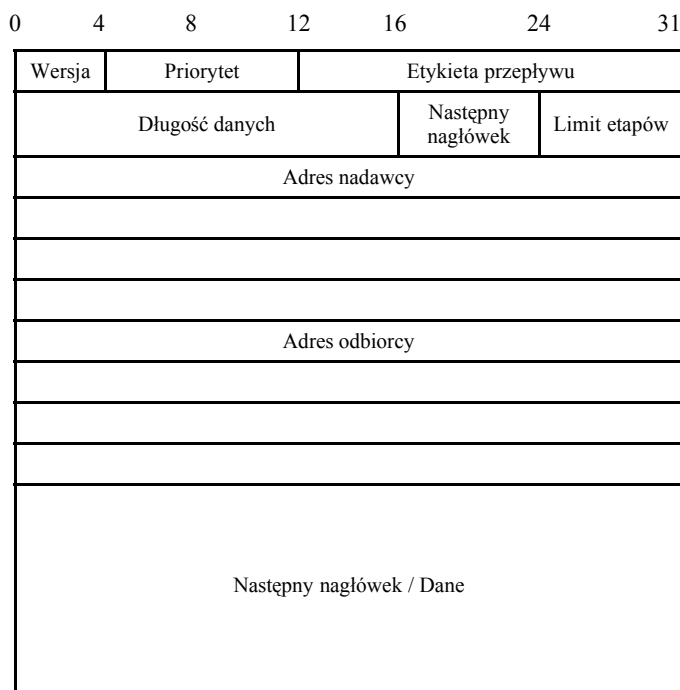 0 4 8 12 16 24 31
Wersja Priorytet Etykieta przepływu
Długość danych Następny nagłówek Limit etapów
Adres nadawcy
Adres odbiorcy
Następny nagłówek / Dane